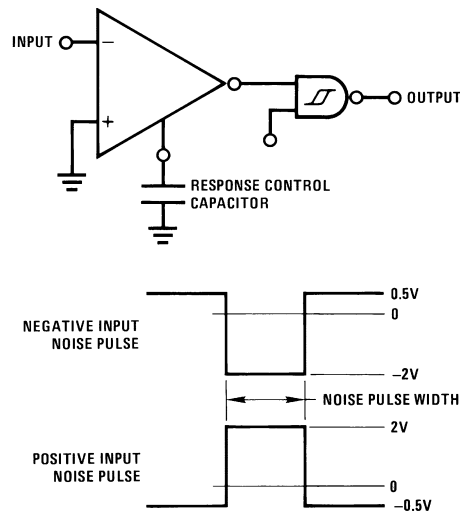 INPUT
−
+
OUTPUT
RESPONSE CONTROL
CAPACITOR
NEGATIVE INPUT
NOISE PULSE
0.5V
0
−2V
NOISE PULSE WIDTH
POSITIVE INPUT
NOISE PULSE
2V
0
−0.5V